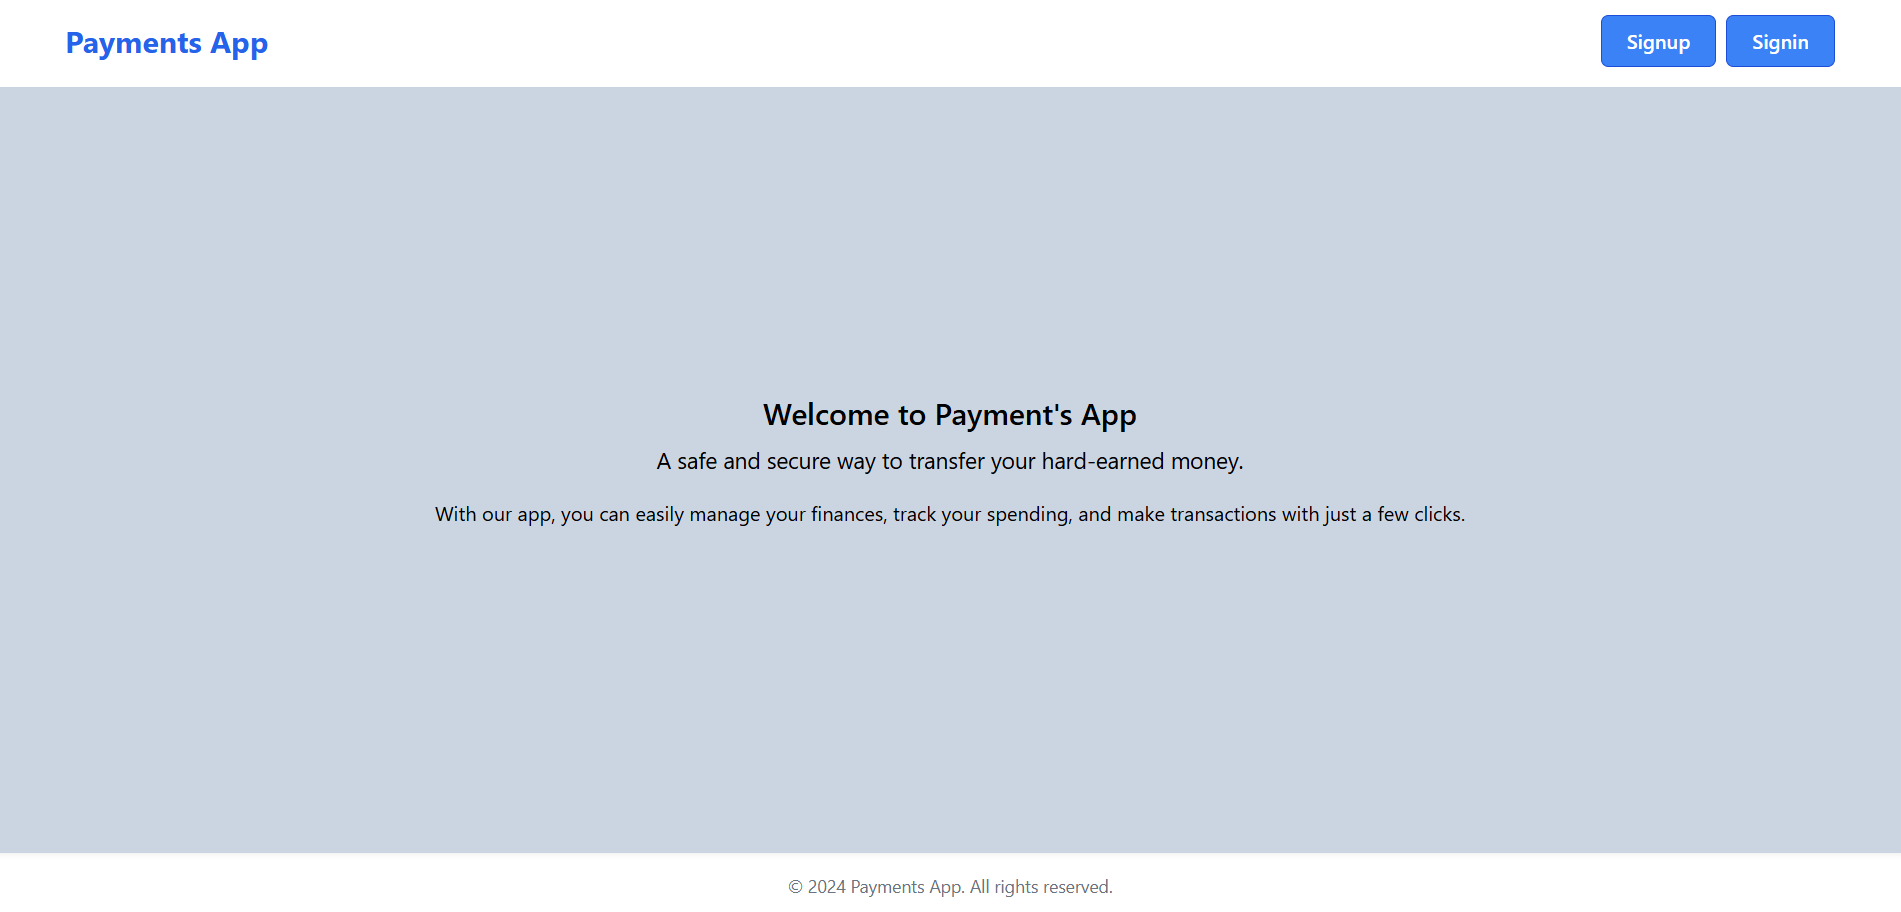 Payments App
Signup
Signin
Welcome to Payment's App
A safe and secure way to transfer your hard-earned money.
With our app, you can easily manage your finances, track your spending, and make transactions with just a few clicks.
© 2024 Payments App. All rights reserved.